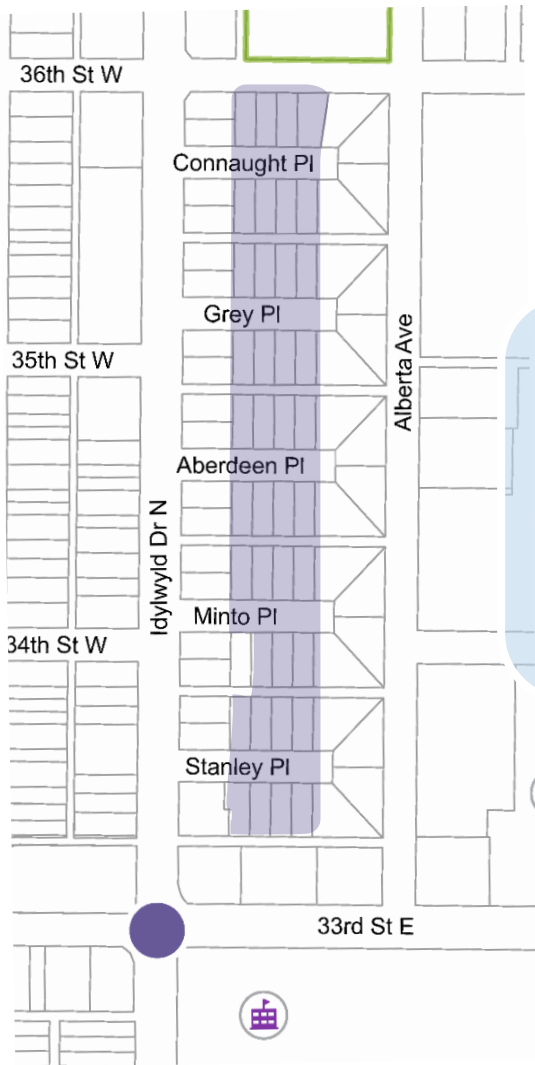 36th St W
Connaught Pl
Grey Pl
Alberta Ave
35th St W
Aberdeen Pl
Idylwyld Dr N
Minto Pl
34th St W
Stanley Pl
33rd St E